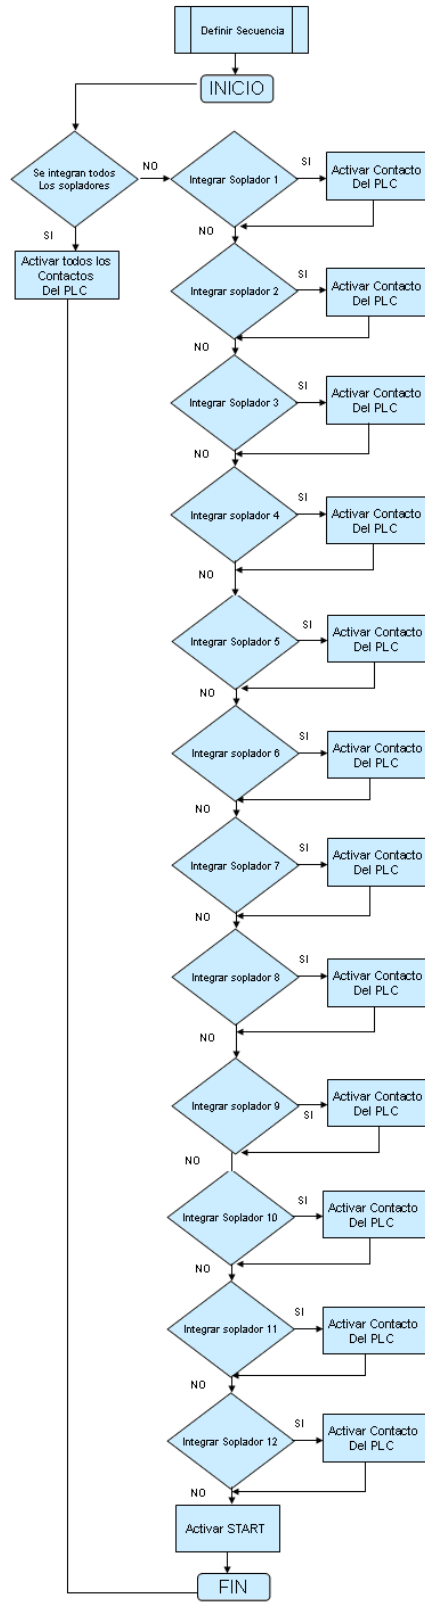 Definir Secuencia
INICIO
Se integran todos
Los sopladores
NO
Integrar Soplador 1
SI
Activar Contacto
Del PLC
SI
NO
Activar todos los
Contactos
Del PLC
Integrar soplador 2
SI
Activar Contacto
Del PLC
NO
Integrar Soplador 3
SI
Activar Contacto
Del PLC
NO
Integrar soplador 4
SI
Activar Contacto
Del PLC
NO
Integrar Soplador 5
SI
Activar Contacto
Del PLC
NO
Integrar soplador 6
SI
Activar Contacto
Del PLC
NO
Integrar Soplador 7
SI
Activar Contacto
Del PLC
NO
Integrar soplador 8
SI
Activar Contacto
Del PLC
NO
Integrar soplador 9
SI
Activar Contacto
Del PLC
NO
Integrar Soplador 10
SI
Activar Contacto
Del PLC
NO
Integrar soplador 11
SI
Activar Contacto
Del PLC
NO
Integrar Soplador 12
SI
Activar Contacto
Del PLC
NO
Activar START
FIN